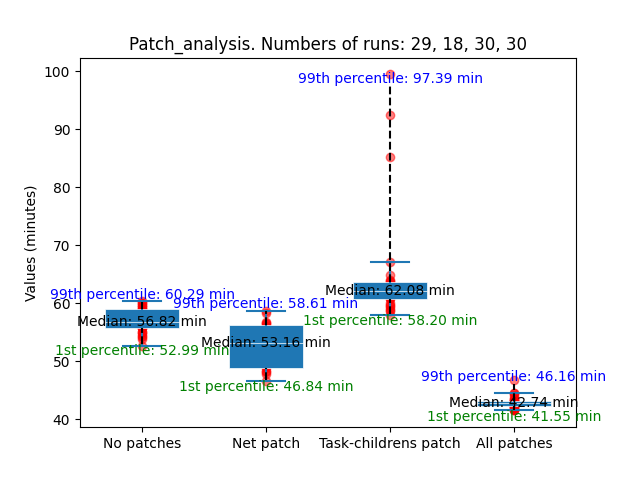 Patch_analysis. Numbers of runs: 29, 18, 30, 30
100
99th percentile: 97.39 min
90
80
70
Values (minutes)
Median: 62.08 min
99th percentile: 60.29 min
99th percentile: 58.61 min
60
1st percentile: 58.20 min
Median: 56.82 min
Median: 53.16 min
1st percentile: 52.99 min
50
99th percentile: 46.16 min
1st percentile: 46.84 min
Median: 42.74 min
1st percentile: 41.55 min
40
No patches Net patch Task-childrens patch All patches